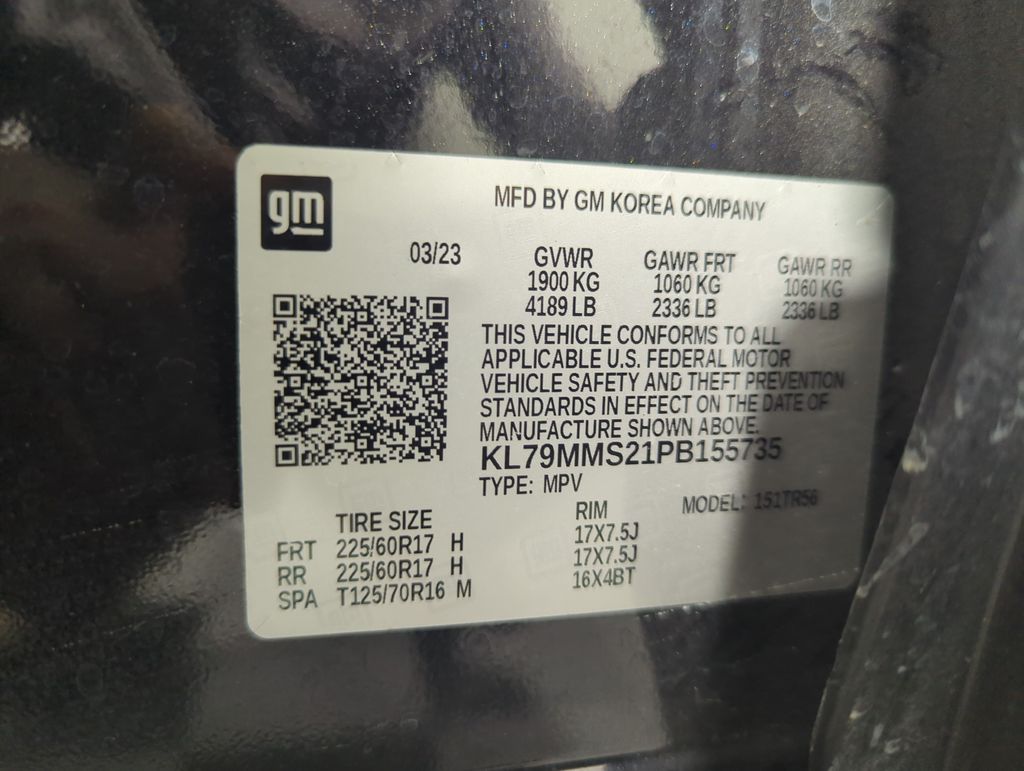 gm
MFD BY GM KOREA COMPANY
03/23 GVWR GAWR FRT GAWR RR
1900 KG 1060 KG 1060 KG
4189 LB 2336 LB 2336 LB
THIS VEHICLE CONFORMS TO ALL
APPLICABLE U.S. FEDERAL MOTOR
VEHICLE SAFETY AND THEFT PREVENTION
STANDARDS IN EFFECT ON THE DATE OF
MANUFACTURE SHOWN ABOVE.
KL79MMS21PB155735
TYPE: MPV MODEL: 151TR56
TIRE SIZE RIM
FRT 225/60R17 H 17X7.5J
RR 225/60R17 H 17X7.5J
SPA T125/70R16 M 16X4BT